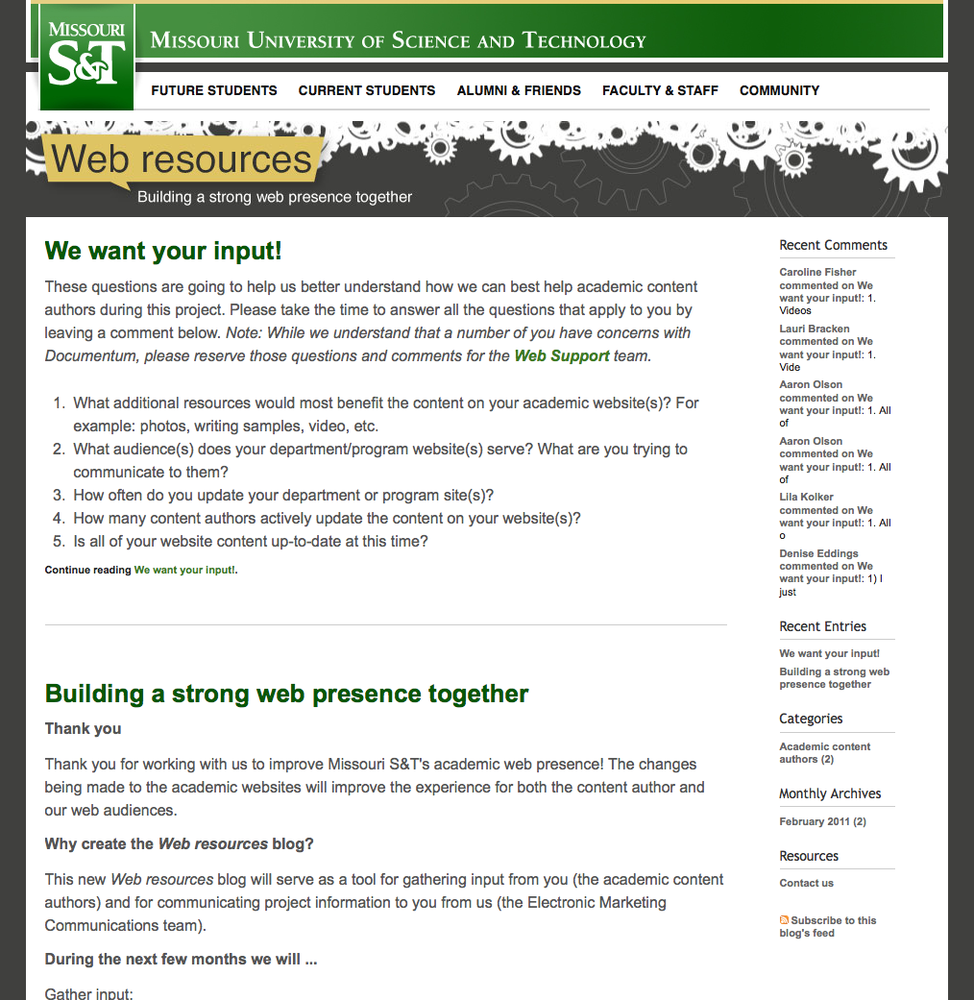 MISSOURI
S&T
MISSOURI UNIVERSITY OF SCIENCE AND TECHNOLOGY
FUTURE STUDENTS CURRENT STUDENTS ALUMNI & FRIENDS FACULTY & STAFF COMMUNITY
Web resources
Building a strong web presence together
We want your input!
These questions are going to help us better understand how we can best help academic content
authors during this project. Please take the time to answer all the questions that apply to you by
leaving a comment below. Note: While we understand that a number of you have concerns with
Documentum, please reserve those questions and comments for the Web Support team.
1. What additional resources would most benefit the content on your academic website(s)? For
example: photos, writing samples, video, etc.
2. What audience(s) does your department/program website(s) serve? What are you trying to
communicate to them?
3. How often do you update your department or program site(s)?
4. How many content authors actively update the content on your website(s)?
5. Is all of your website content up-to-date at this time?
Continue reading We want your input!.
Building a strong web presence together
Thank you
Thank you for working with us to improve Missouri S&T's academic web presence! The changes
being made to the academic websites will improve the experience for both the content author and
our web audiences.
Why create the Web resources blog?
This new Web resources blog will serve as a tool for gathering input from you (the academic content
authors) and for communicating project information to you from us (the Electronic Marketing
Communications team).
During the next few months we will ...
Gather input:
Recent Comments
Caroline Fisher
commented on We
want your input!: 1.
Videos
Lauri Bracken
commented on We
want your input!: 1.
Vide
Aaron Olson
commented on We
want your input!: 1. All
of
Aaron Olson
commented on We
want your input!: 1. All
of
Lila Kolker
commented on We
want your input!: 1. All
o
Denise Eddings
commented on We
want your input!: 1) I
just
Recent Entries
We want your input!
Building a strong web
presence together
Categories
Academic content
authors (2)
Monthly Archives
February 2011 (2)
Resources
Contact us
Subscribe to this
blog's feed